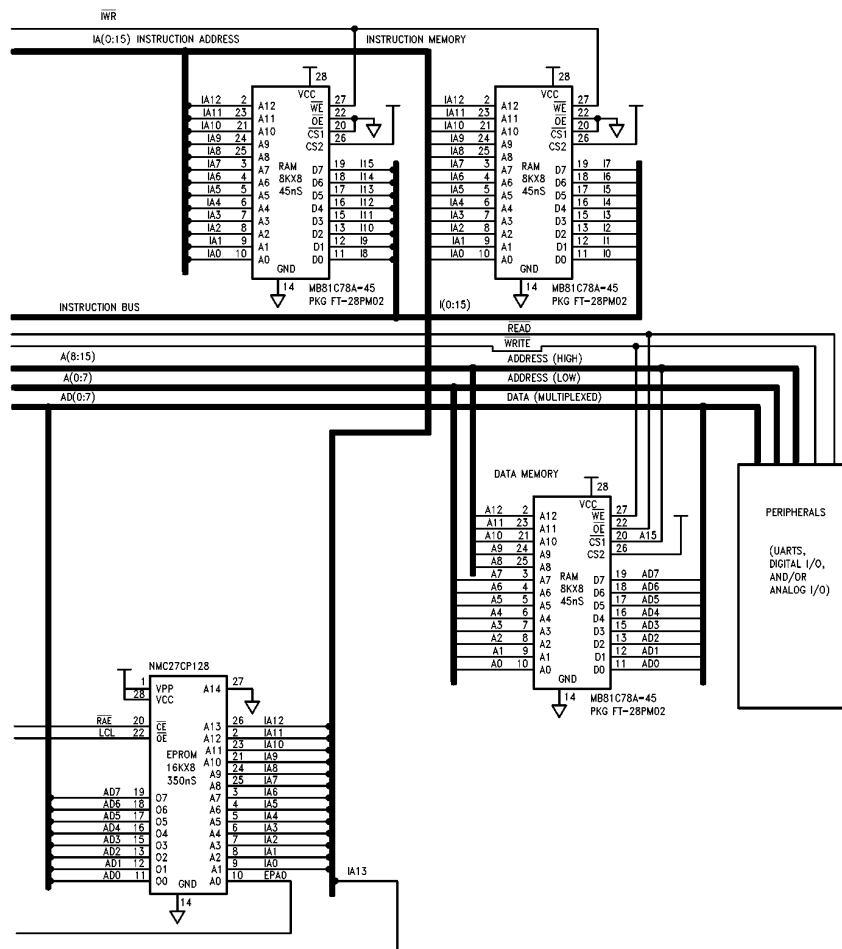 IWR
IA(0:15) INSTRUCTION ADDRESS
INSTRUCTION MEMORY
28
VCC
IA12 2 A12
IA11 23 A11
IA10 21 A10
IA9 24 A9
IA8 25 A8
IA7 3 A7
IA6 4 A6
IA5 5 A5
IA4 6 A4
IA3 7 A3
IA2 8 A2
IA1 9 A1
IA0 10 A0
WE 27
OE 22
CS1 20
CS2 26
RAM
8KX8
45nS
D7 19 I15
D6 18 I14
D5 17 I13
D4 16 I12
D3 15 I11
D2 13 I10
D1 12 I9
D0 11 I8
GND
14
MB81C78A-45
PKG FT-28PM02
28
VCC
IA12 2 A12
IA11 23 A11
IA10 21 A10
IA9 24 A9
IA8 25 A8
IA7 3 A7
IA6 4 A6
IA5 5 A5
IA4 6 A4
IA3 7 A3
IA2 8 A2
IA1 9 A1
IA0 10 A0
WE 27
OE 22
CS1 20
CS2 26
RAM
8KX8
45nS
D7 19 I7
D6 18 I6
D5 17 I5
D4 16 I4
D3 15 I3
D2 13 I2
D1 12 I1
D0 11 I0
GND
14
MB81C78A-45
PKG FT-28PM02
INSTRUCTION BUS
I(0:15)
READ
WRITE
A(8:15)
ADDRESS (HIGH)
A(0:7)
ADDRESS (LOW)
AD(0:7)
DATA (MULTIPLEXED)
DATA MEMORY
28
VCC
A12 2 A12
A11 23 A11
A10 21 A10
A9 24 A9
A8 25 A8
A7 3 A7
A6 4 A6
A5 5 A5
A4 6 A4
A3 7 A3
A2 8 A2
A1 9 A1
A0 10 A0
WE 27
OE 22
CS1 20 A15
CS2 26
RAM
8KX8
45nS
D7 19 AD7
D6 18 AD6
D5 17 AD5
D4 16 AD4
D3 15 AD3
D2 13 AD2
D1 12 AD1
D0 11 AD0
GND
14
MB81C78A-45
PKG FT-28PM02
PERIPHERALS
(UARTS,
DIGITAL I/O,
AND/OR
ANALOG I/O)
NMC27CP128
1 VPP
28 VCC
A14 27
RAE 20 CE
LCL 22 OE
EPROM
16KX8
350nS
A13 26 IA12
A12 2 IA11
A11 23 IA10
A10 21 IA9
A9 24 IA8
A8 25 IA7
A7 3 IA6
A6 4 IA5
A5 5 IA4
A4 6 IA3
A3 7 IA2
A2 8 IA1
A1 9 IA0
A0 10 EPA0
AD7 19 O7
AD6 18 O6
AD5 17 O5
AD4 16 O4
AD3 15 O3
AD2 13 O2
AD1 12 O1
AD0 11 O0
GND
14
IA13